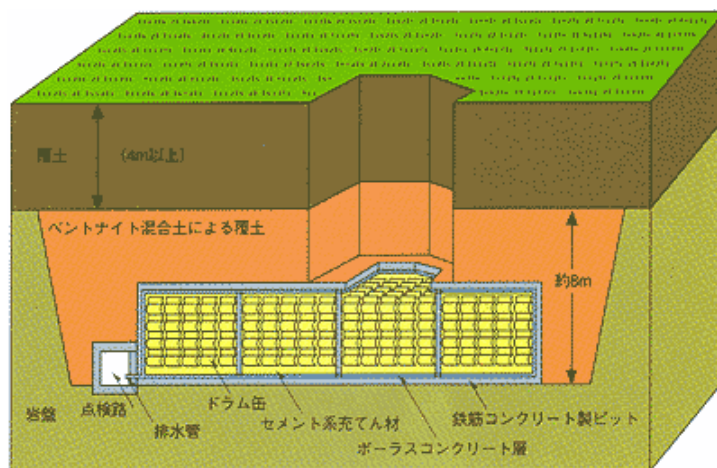 覆土 (4m以上)
ベントナイト混合土による覆土
約8m
岩盤
点検路
排水管
ドラム缶
セメント系充てん材
ポーラスコンクリート層
鉄筋コンクリート製ピット